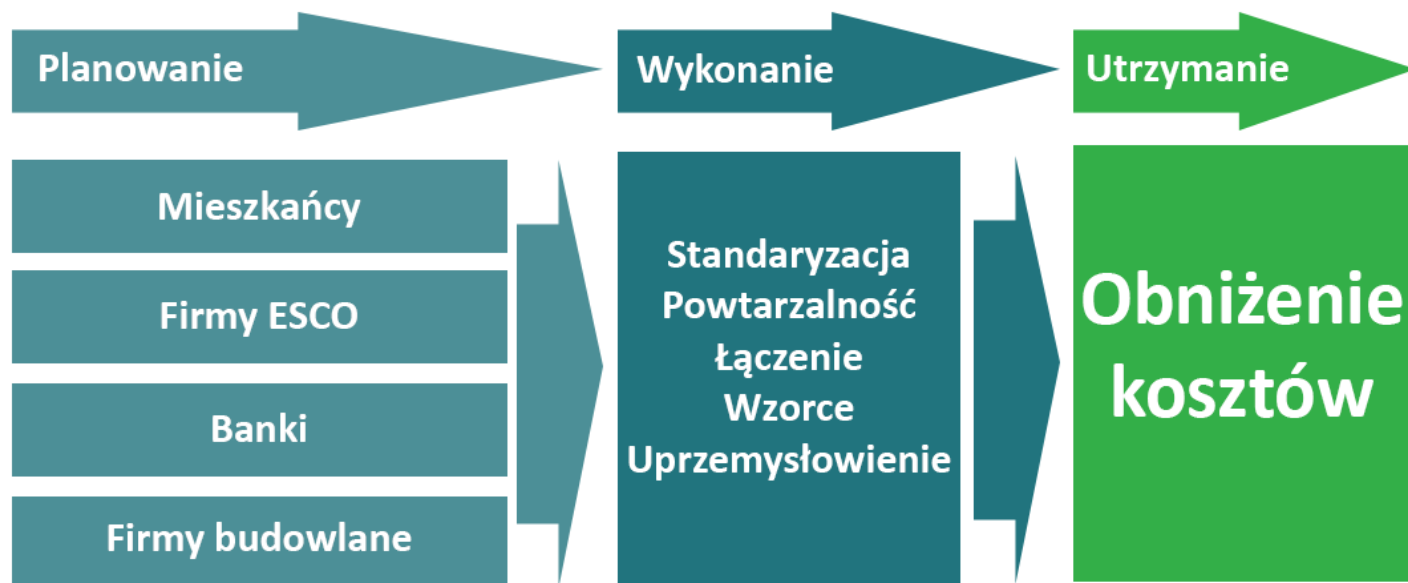 Planowanie
Wykonanie
Utrzymanie
Mieszkańcy
Firmy ESCO
Banki
Firmy budowlane
Standaryzacja
Powtarzalność
Łączenie
Wzorce
Uprzemysłowienie
Obniżenie
kosztów